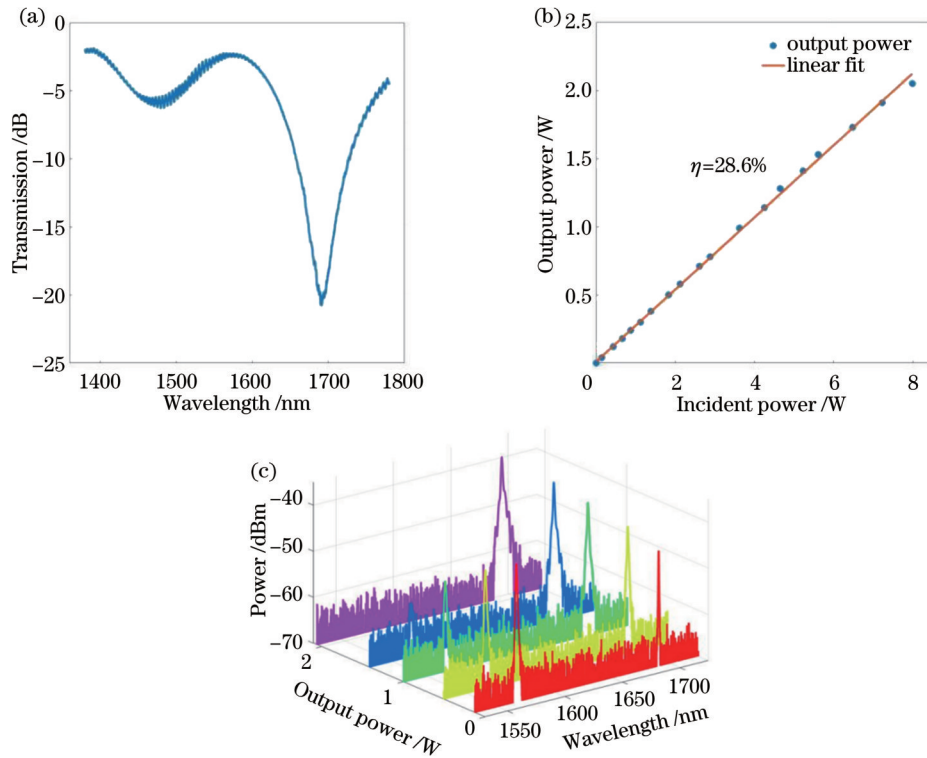 (a)
0
−5
−10
−15
−20
−25
Transmission /dB
1400
1500
1600
1700
1800
Wavelength /nm
(b)
2.5
2.0
1.5
1.0
0.5
Output power /W
output power
linear fit
η=28.6%
0
2
4
6
8
Incident power /W
(c)
−40
−50
−60
−70
Power /dBm
2
1
0
Output power /W
1550
1600
1650
1700
Wavelength /nm